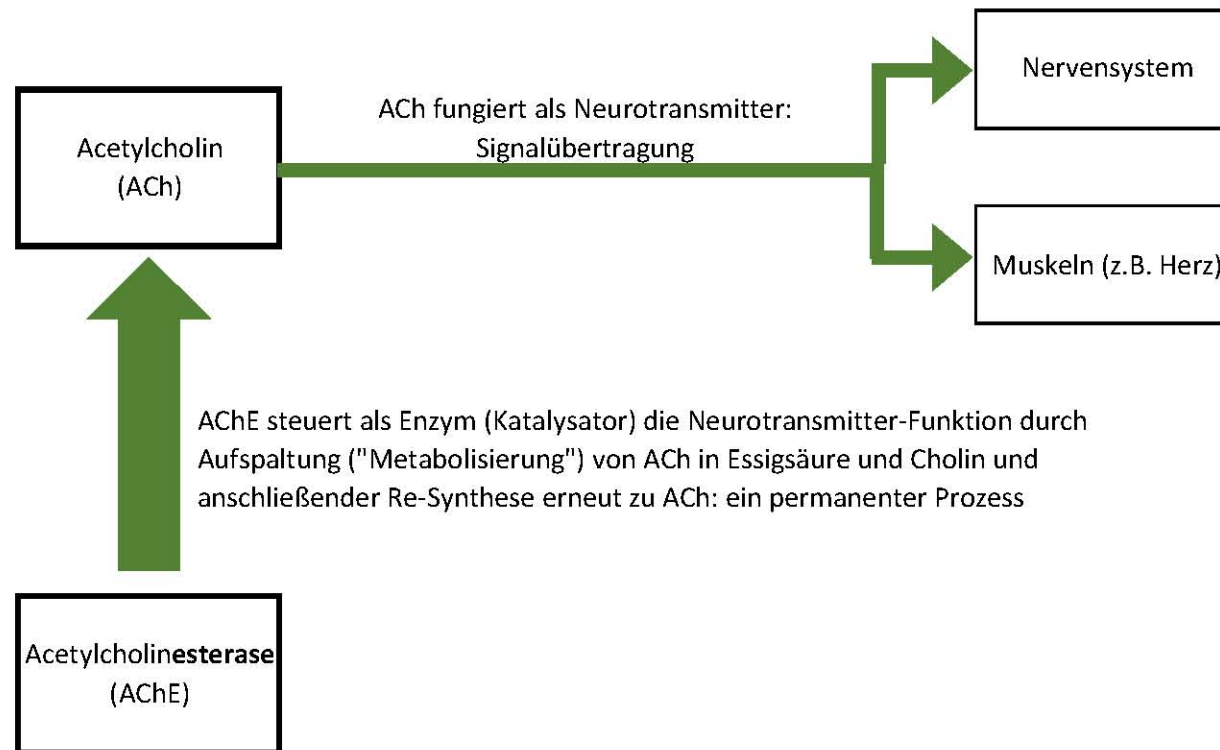 Nervensystem
ACh fungiert als Neurotransmitter:
Signalübertragung
Acetylcholin
(ACh)
Muskeln (z.B. Herz)
AChE steuert als Enzym (Katalysator) die Neurotransmitter-Funktion durch
Aufspaltung ("Metabolisierung") von ACh in Essigsäure und Cholin und
anschließender Re-Synthese erneut zu ACh: ein permanenter Prozess
Acetylcholinesterase
(AChE)